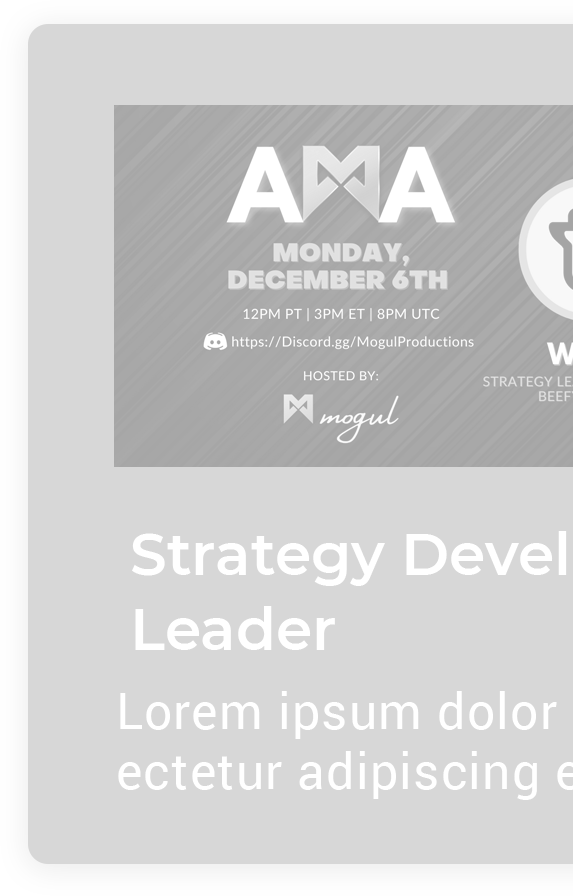 AMA
MONDAY,
DECEMBER 6TH
12PM PT | 3PM ET | 8PM UTC
https://Discord.gg/MogulProductions
HOSTED BY:
mogul
W
STRATEGY LE
BEEF
Strategy Devel
Leader
Lorem ipsum dolor
ectetur adipiscing e